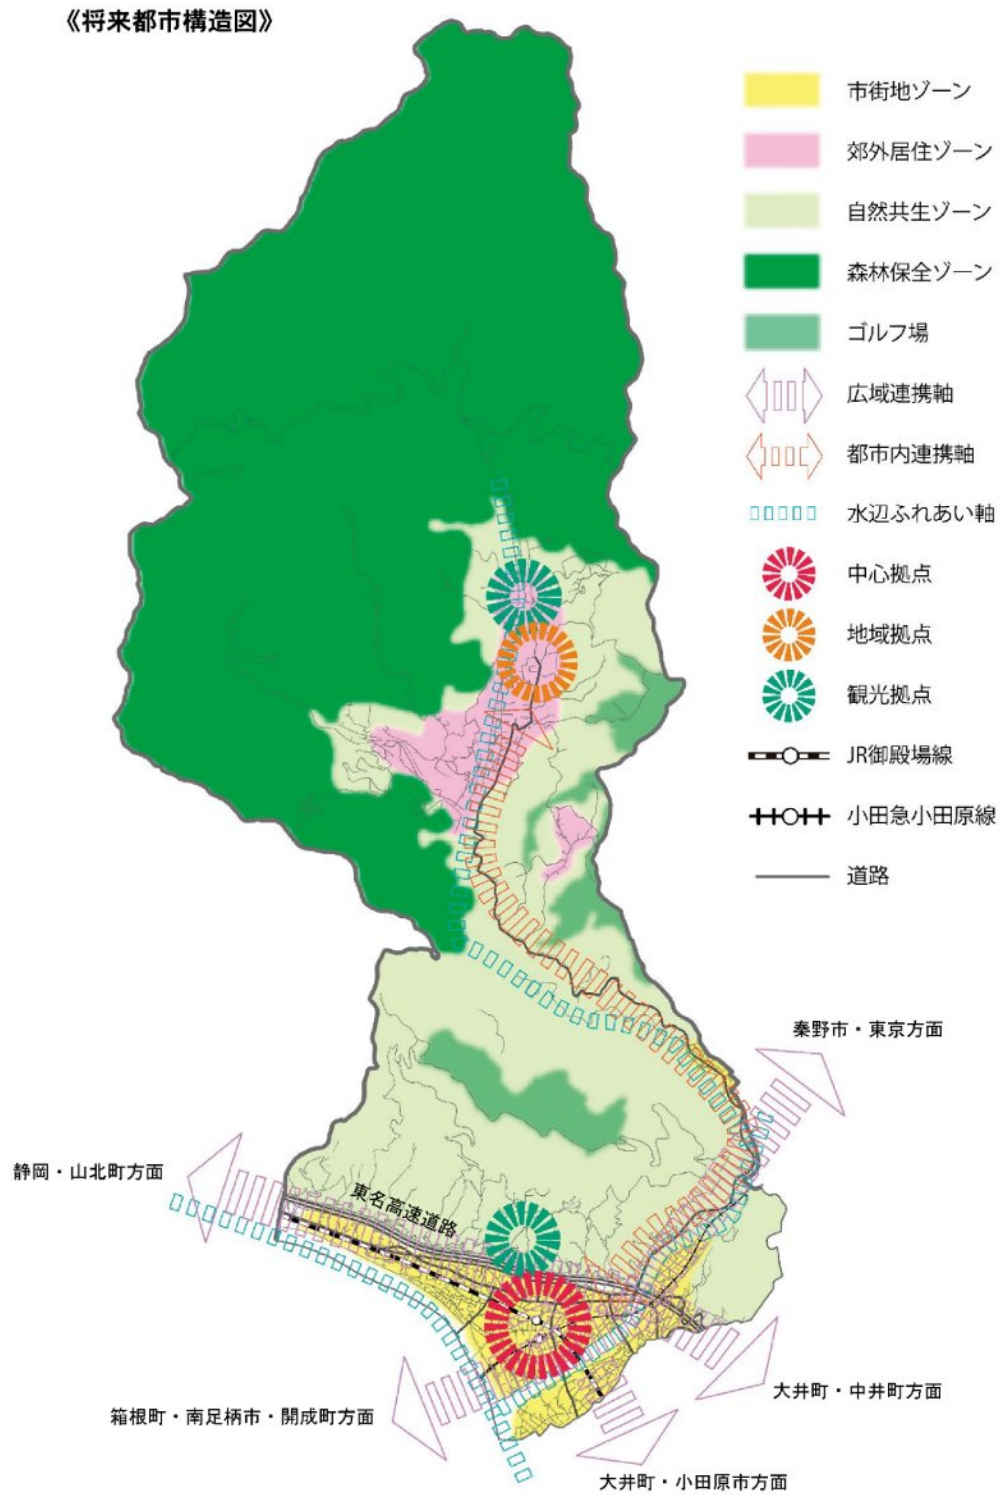 《将来都市構造図》
市街地ゾーン
郊外居住ゾーン
自然共生ゾーン
森林保全ゾーン
ゴルフ場
広域連携軸
都市内連携軸
水辺ふれあい軸
中心拠点
地域拠点
観光拠点
JR御殿場線
小田急小田原線
道路
秦野市・東京方面
静岡・山北町方面
東名高速道路
大井町・中井町方面
箱根町・南足柄市・開成町方面
大井町・小田原市方面